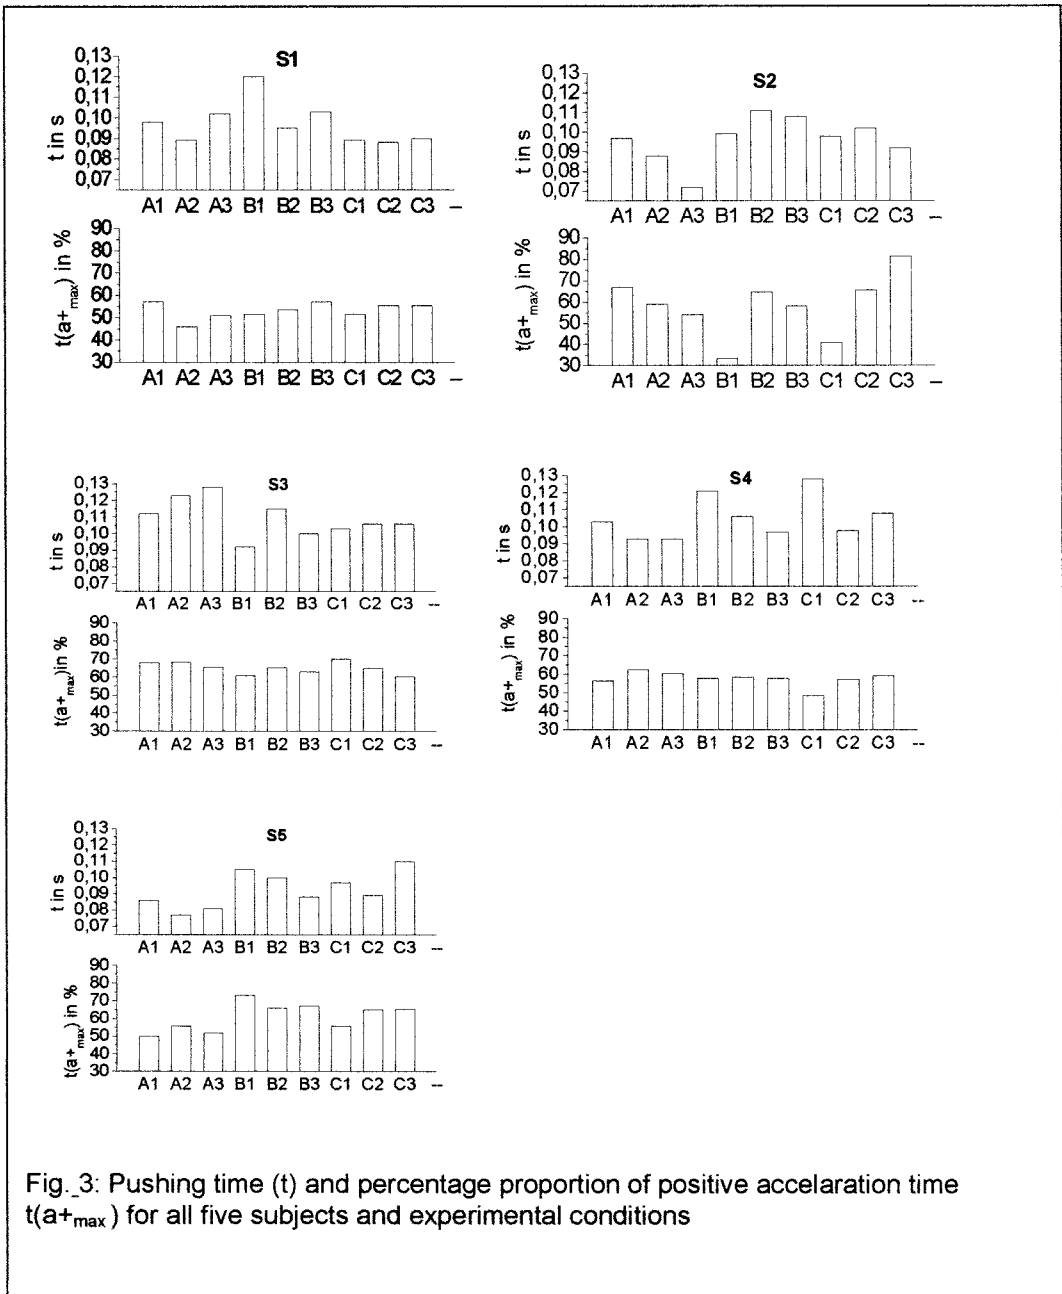 S1
0,13
0,12
0,11
0,10
0,09
0,08
0,07
t in s
A1 A2 A3 B1 B2 B3 C1 C2 C3 --
90
80
70
60
50
40
30
t(a+max) in %
A1 A2 A3 B1 B2 B3 C1 C2 C3 --
S2
0,13
0,12
0,11
0,10
0,09
0,08
0,07
t in s
A1 A2 A3 B1 B2 B3 C1 C2 C3 --
90
80
70
60
50
40
30
t(a+max) in %
A1 A2 A3 B1 B2 B3 C1 C2 C3 --
S3
0,13
0,12
0,11
0,10
0,09
0,08
0,07
t in s
A1 A2 A3 B1 B2 B3 C1 C2 C3 --
90
80
70
60
50
40
30
t(a+max)in %
A1 A2 A3 B1 B2 B3 C1 C2 C3 --
S4
0,13
0,12
0,11
0,10
0,09
0,08
0,07
t in s
A1 A2 A3 B1 B2 B3 C1 C2 C3 --
90
80
70
60
50
40
30
t(a+max) in %
A1 A2 A3 B1 B2 B3 C1 C2 C3 --
S5
0,13
0,12
0,11
0,10
0,09
0,08
0,07
t in s
A1 A2 A3 B1 B2 B3 C1 C2 C3 --
90
80
70
60
50
40
30
t(a+max) in %
A1 A2 A3 B1 B2 B3 C1 C2 C3 --
Fig._3: Pushing time (t) and percentage proportion of positive accelaration time
t(a+max) for all five subjects and experimental conditions